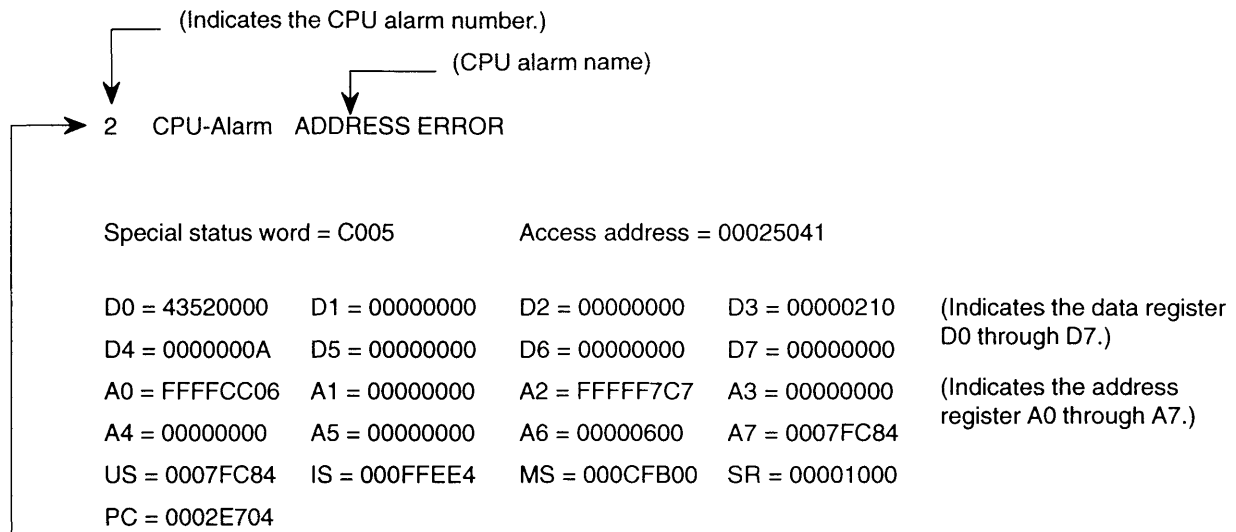 (Indicates the CPU alarm number.)
(CPU alarm name)
2 CPU-Alarm ADDRESS ERROR
Special status word = C005 Access address = 00025041
D0 = 43520000 D1 = 00000000 D2 = 00000000 D3 = 00000210 (Indicates the data register
D4 = 0000000A D5 = 00000000 D6 = 00000000 D7 = 00000000 D0 through D7.)
A0 = FFFFCC06 A1 = 00000000 A2 = FFFFF7C7 A3 = 00000000 (Indicates the address
A4 = 00000000 A5 = 00000000 A6 = 00000600 A7 = 0007FC84 register A0 through A7.)
US = 0007FC84 IS = 000FFEE4 MS = 000CFB00 SR = 00001000
PC = 0002E704